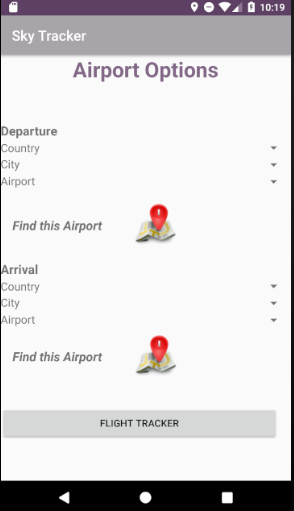 10:19
Sky Tracker
Airport Options
Departure
Country
City
Airport
Find this Airport
Arrival
Country
City
Airport
Find this Airport
FLIGHT TRACKER